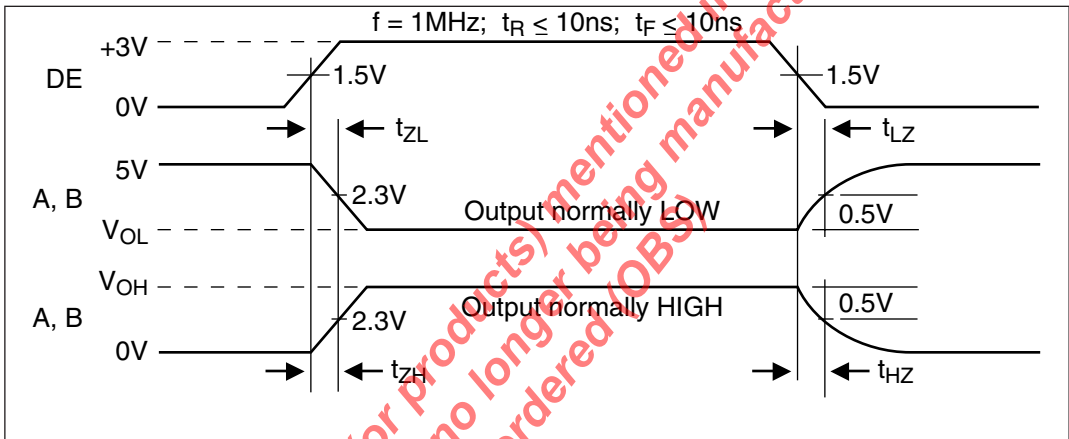 f = 1MHz; tR ≤ 10ns; tF ≤ 10ns
+3V
DE
1.5V
1.5V
0V
tZL
tLZ
5V
A, B
2.3V
Output normally LOW
0.5V
VOL
VOH
0.5V
Output normally HIGH
A, B
2.3V
0V
tZH
tHZ
or products) mentioned i
no longer being manufac
ordered (OBS)